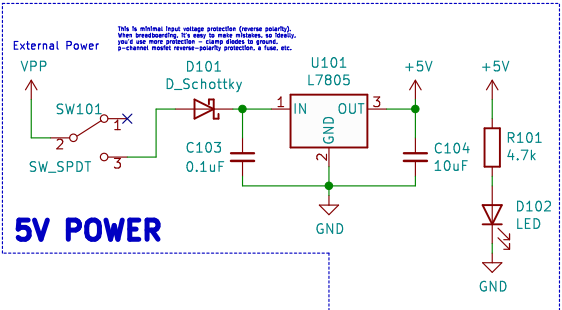 This is minimal input voltage protection (reverse polarity).
When breadboarding, it's easy to make mistakes, so ideally,
you'd use more protection - clamp diodes to ground,
p-channel mosfet reverse-polarity protection, a fuse, etc.
External Power
VPP
D101
D_Schottky
U101
L7805
+5V
+5V
SW101
1
2
3
SW_SPDT
1
IN
OUT
3
GND
2
C103
0.1uF
C104
10uF
R101
4.7k
D102
LED
GND
GND
5V POWER